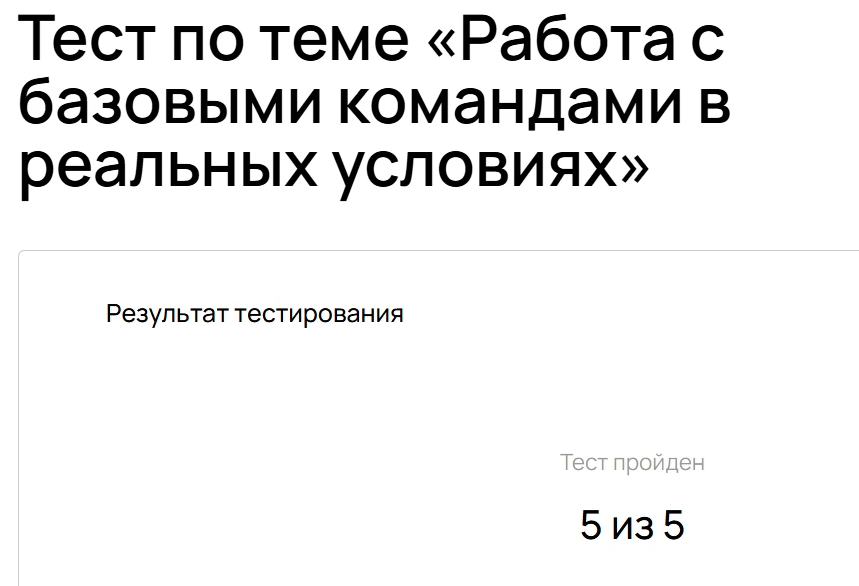 Тест по теме «Работа с
базовыми командами в
реальных условиях»
Результат тестирования
Тест пройден
5 из 5